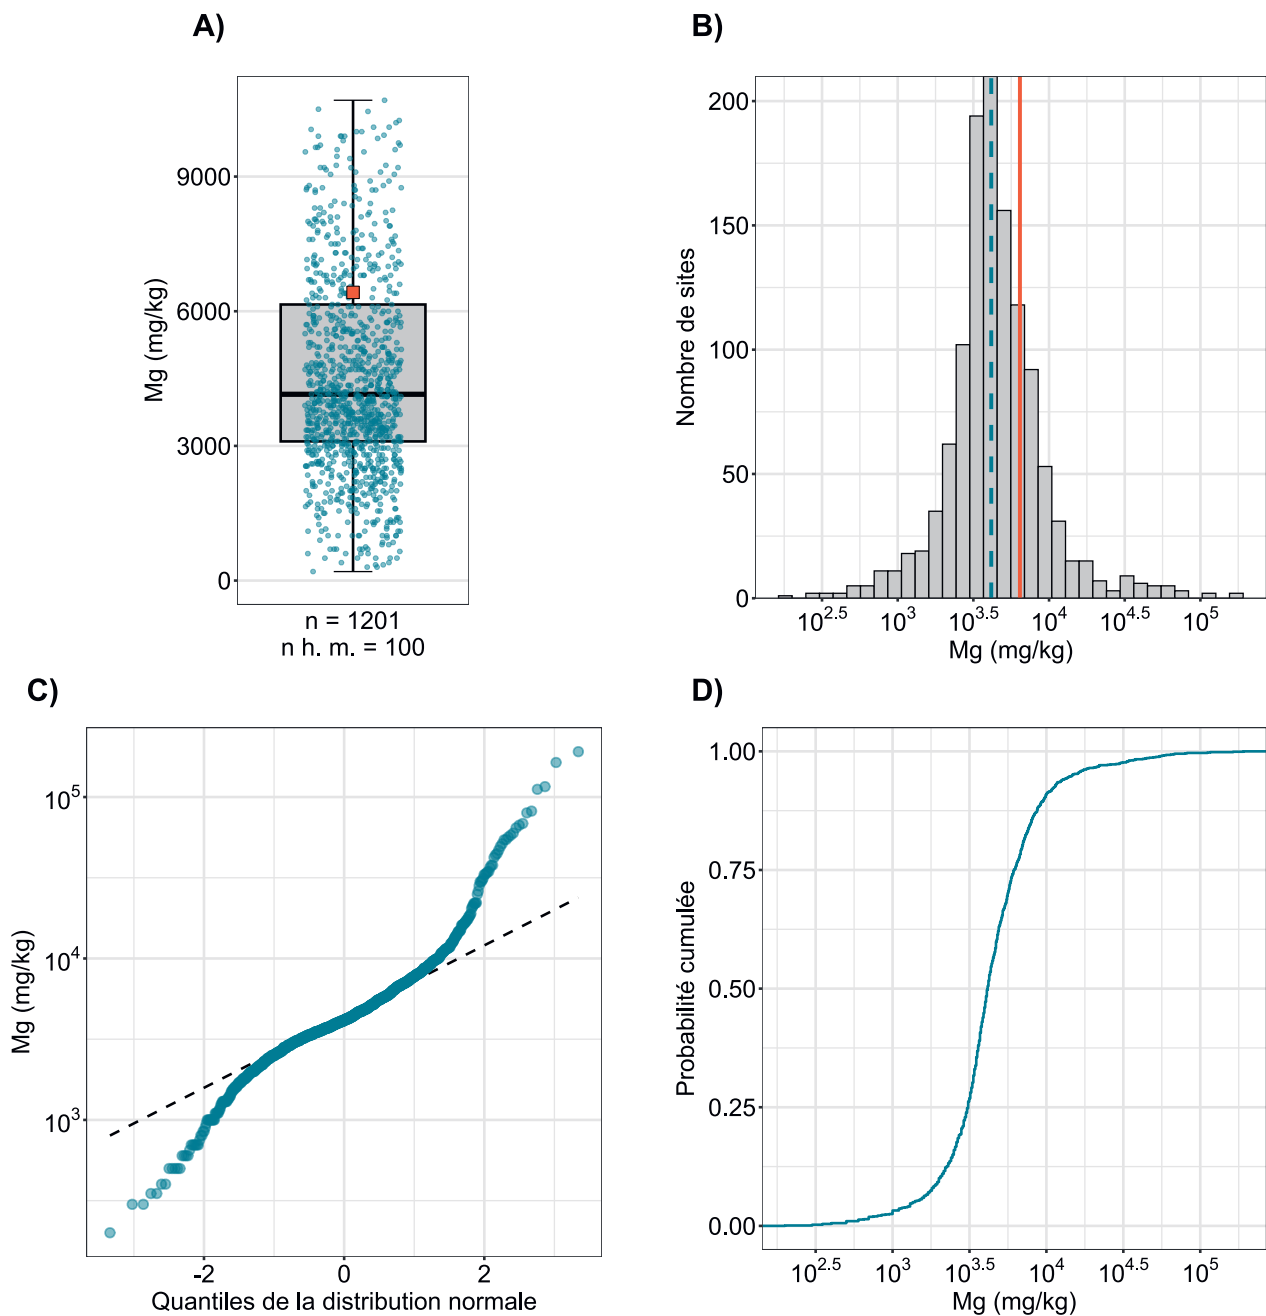 A)
9000
6000
3000
0
Mg (mg/kg)
n = 1201
n h. m. = 100
B)
200
150
100
50
0
Nombre de sites
10^2.5 10^3 10^3.5 10^4 10^4.5 10^5
Mg (mg/kg)
C)
10^5
10^4
10^3
Mg (mg/kg)
-2 0 2
Quantiles de la distribution normale
D)
1.00
0.75
0.50
0.25
0.00
Probabilité cumulée
10^2.5 10^3 10^3.5 10^4 10^4.5 10^5
Mg (mg/kg)